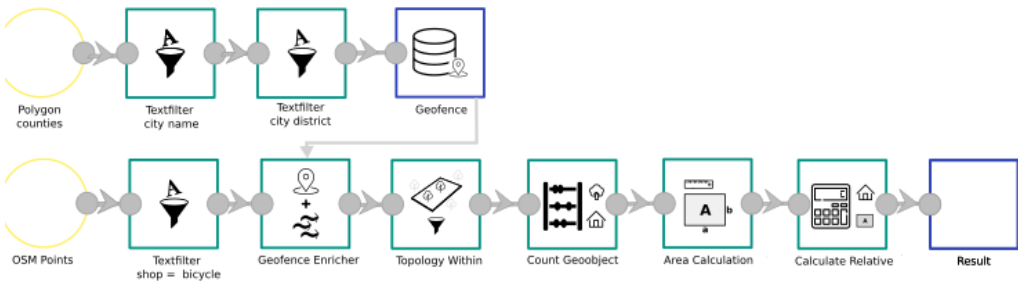 A
A
Polygon
counties
Textfilter
city name
Textfilter
city district
Geofence
A
+
A
b
a
A
OSM Points
Textfilter
shop =  bicycle
Geofence Enricher
Topology Within
Count Geoobject
Area Calculation
Calculate Relative
Result